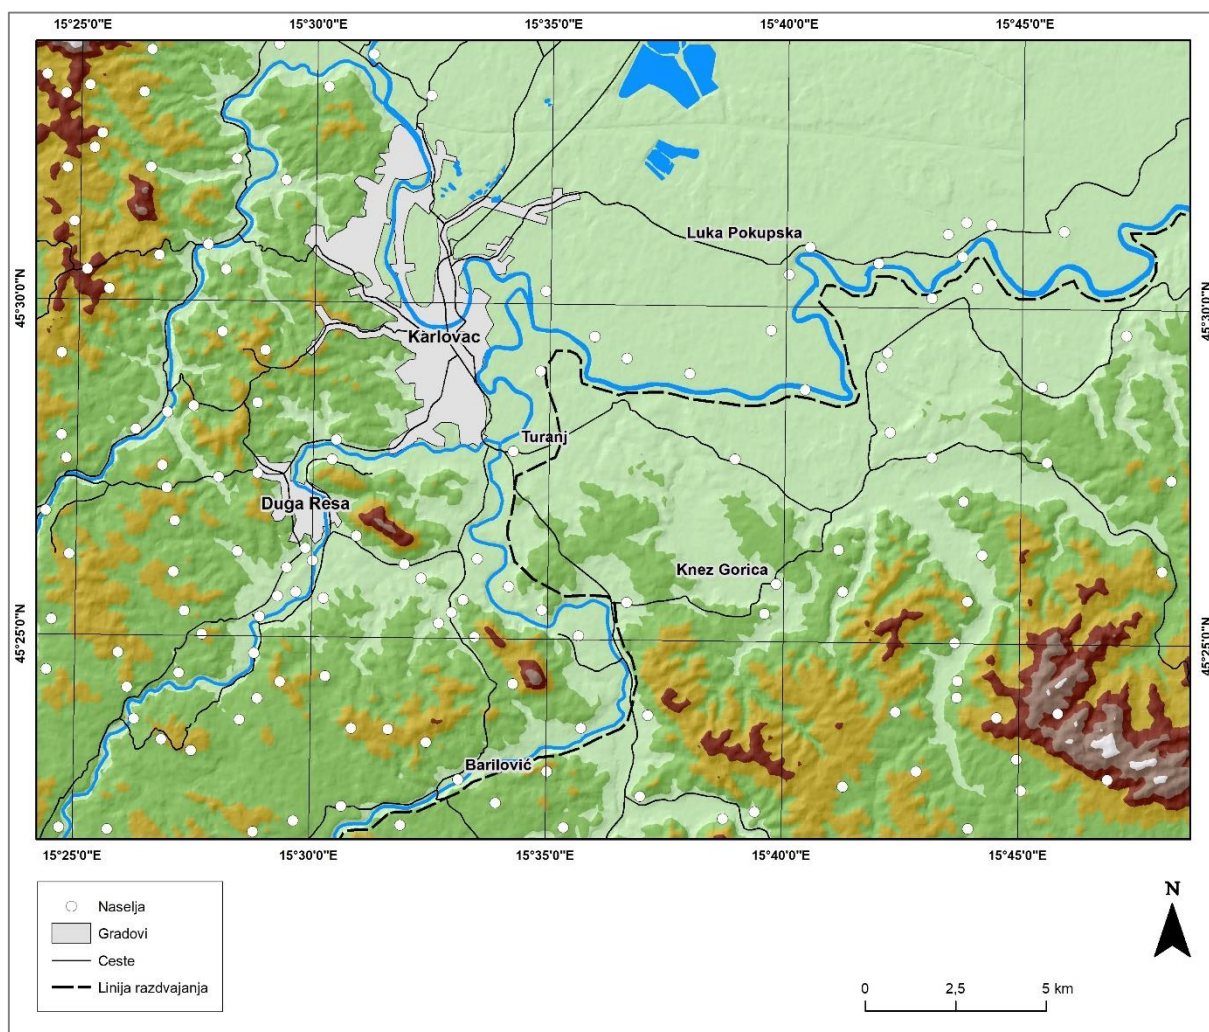 15°25'0"E 15°30'0"E 15°35'0"E 15°40'0"E 15°45'0"E
Luka Pokupska
45°30'0"N 45°30'0"N
Karlovac
Turanj
Duga Resa
Knez Gorica
45°25'0"N 45°25'0"N
Barilović
15°25'0"E 15°30'0"E 15°35'0"E 15°40'0"E 15°45'0"E
Naselja
Gradovi
Ceste
Linija razdvajanja
N
0 2,5 5 km